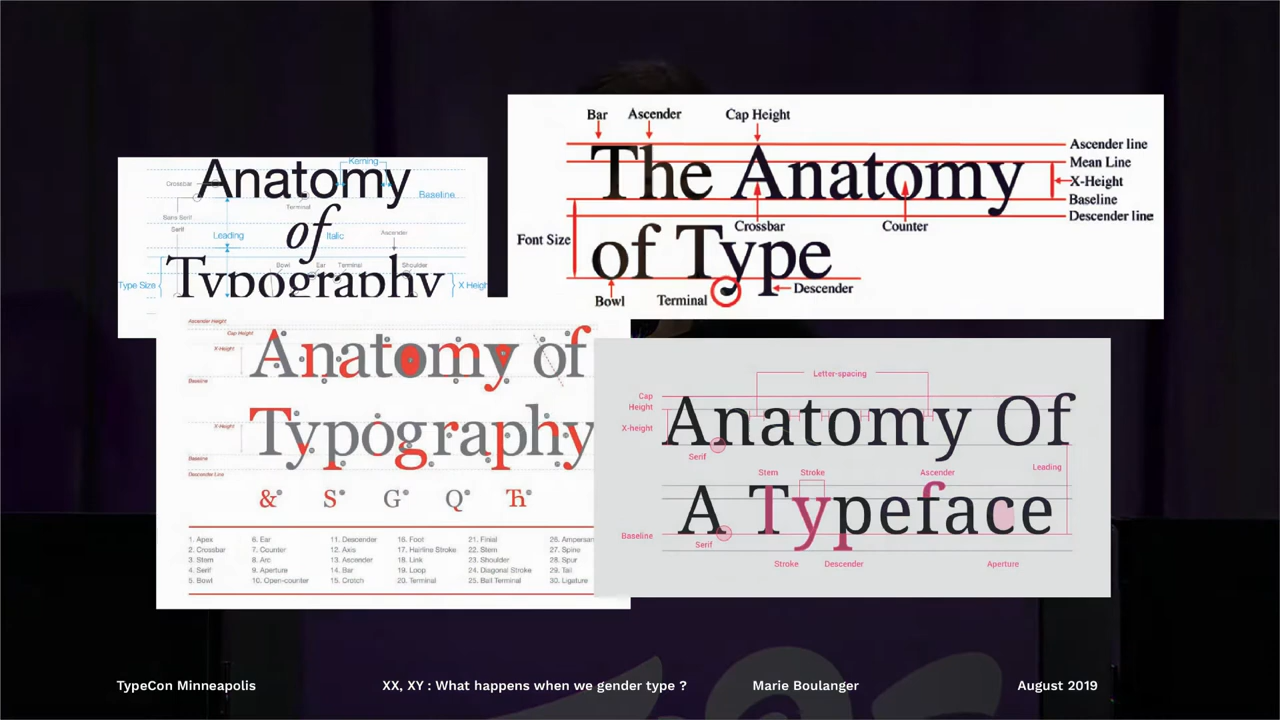 Kerning
Anatomy
Crossbar
Baseline
Terminal
Sans Serif
of
Serif
Leading
Italic
Ascender
Bowl Ear Terminal Shoulder
Typography
Type Size
X Heigh
Bar Ascender Cap Height
The Anatomy
Ascender line
Mean Line
X-Height
Baseline
Descender line
Crossbar Counter
Font Size
of Type
Descender
Bowl Terminal
Ascender Height
Cap Height
X-Height
Anatomy of
Baseline
Typography
X-Height
Baseline
Descender Line
& S G Q Th
1. Apex 6. Ear 11. Descender 16. Foot 21. Finial 26. Ampersan
2. Crossbar 7. Counter 12. Axis 17. Hairline Stroke 22. Stem 27. Spine
3. Stem 8. Arc 13. Ascender 18. Link 23. Shoulder 28. Spur
4. Serif 9. Aperture 14. Bar 19. Loop 24. Diagonal Stroke 29. Tail
5. Bowl 10. Open-counter 15. Crotch 20. Terminal 25. Ball Terminal 30. Ligature
Letter-spacing
Cap
Height
X-height
Anatomy Of
Serif
Leading
Stem Stroke Ascender
A Typeface
Baseline
Serif
Stroke Descender Aperture
TypeCon Minneapolis XX, XY : What happens when we gender type ? Marie Boulanger August 2019